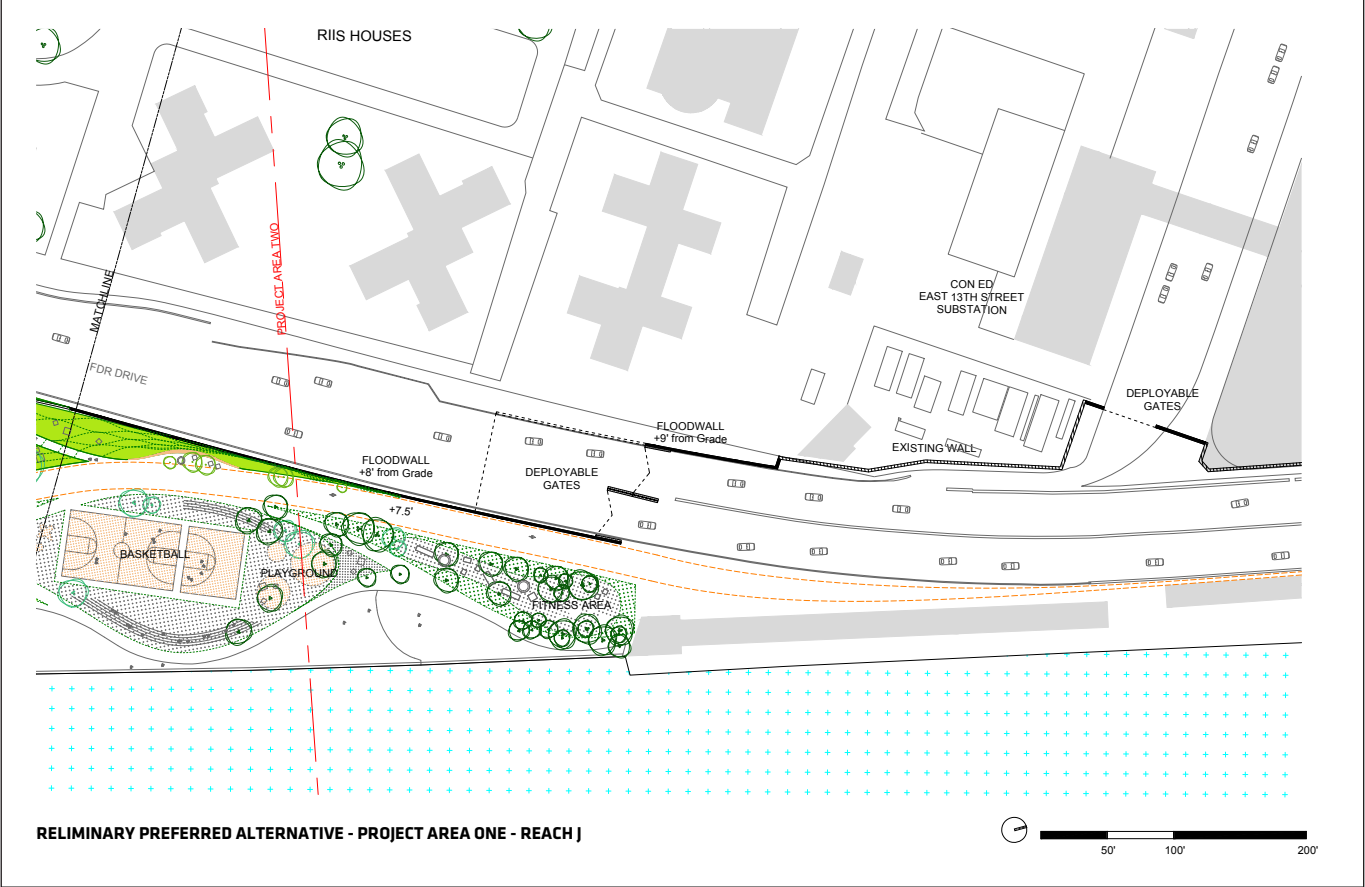 RIIS HOUSES
MATCHLINE
PROJECT AREA TWO
FDR DRIVE
CON ED
EAST 13TH STREET
SUBSTATION
DEPLOYABLE
GATES
FLOODWALL
+9' from Grade
EXISTING WALL
FLOODWALL
+8' from Grade
DEPLOYABLE
GATES
+7.5'
BASKETBALL
PLAYGROUND
FITNESS AREA
RELIMINARY PREFERRED ALTERNATIVE - PROJECT AREA ONE - REACH J
50'
100'
200'